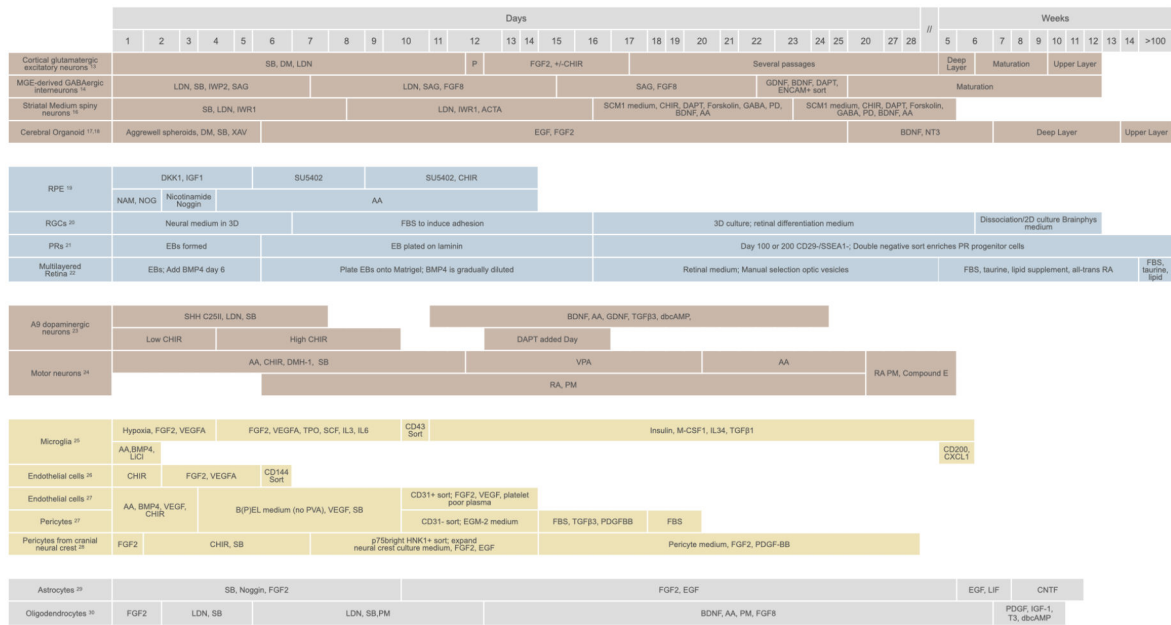 Days
//
Weeks
1 2 3 4 5 6 7 8 9 10 11 12 13 14 15 16 17 18 19 20 21 22 23 24 25 20 27 28 5 6 7 8 9 10 11 12 13 14 >100
Cortical glutamatergic
excitatory neurons 13
SB, DM, LDN
P
FGF2, +/-CHIR
Several passages
Deep
Layer
Maturation
Upper Layer
MGE-derived GABAergic
interneurons 14
LDN, SB, IWP2, SAG
LDN, SAG, FGF8
SAG, FGF8
GDNF, BDNF, DAPT,
ENCAM+ sort
Maturation
Striatal Medium spiny
neurons
SB, LDN, IWR1
LDN, IWR1, ACTA
SCM1 medium, CHIR, DAPT, Forskolin, GABA, PD,
BDNF, AA
SCM1 medium, CHIR, DAPT, Forskolin,
GABA, PD, BDNF, AA
Cerebral Organoid
Aggrewell spheroids, DM, SB, XAV
EGF, FGF2
BDNF, NT3
Deep Layer
Upper Layer
RPE 19
DKK1, IGF1
SU5402
SU5402, CHIR
NAM, NOG
Nicotinamide
Noggin
AA
RGCs 20
Neural medium in 3D
FBS to induce adhesion
3D culture; retinal differentiation medium
Dissociation/2D culture Brainphys
medium
PRs 21
EBs formed
EB plated on laminin
Day 100 or 200 CD29-/SSEA1-; Double negative sort enriches PR progenitor cells
Multilayered
Retina 22
EBs; Add BMP4 day 6
Plate EBs onto Matrigel; BMP4 is gradually diluted
Retinal medium; Manual selection optic vesicles
FBS, taurine, lipid supplement, all-trans RA
FBS,
taurine,
lipid
A9 dopaminergic
neurons 23
SHH C25II, LDN, SB
BDNF, AA, GDNF, TGFβ3, dbcAMP,
Low CHIR
High CHIR
DAPT added Day
Motor neurons 24
AA, CHIR, DMH-1, SB
VPA
AA
RA PM, Compound E
RA, PM
Microglia 25
Hypoxia, FGF2, VEGFA
FGF2, VEGFA, TPO, SCF, IL3, IL6
CD43
Sort
Insulin, M-CSF1, IL34, TGFβ1
AA,BMP4,
LiCl
CD200,
CXCL1
Endothelial cells 26
CHIR
FGF2, VEGFA
CD144
Sort
Endothelial cells 27
AA, BMP4, VEGF,
CHIR
B(P)EL medium (no PVA), VEGF, SB
CD31+ sort; FGF2, VEGF, platelet
poor plasma
Pericytes 27
CD31- sort; EGM-2 medium
FBS, TGFβ3, PDGFBB
FBS
Pericytes from cranial
neural crest 28
FGF2
CHIR, SB
p75bright HNK1+ sort; expand
neural crest culture medium, FGF2, EGF
Pericyte medium, FGF2, PDGF-BB
Astrocytes 29
SB, Noggin, FGF2
FGF2, EGF
EGF, LIF
CNTF
Oligodendrocytes 30
FGF2
LDN, SB
LDN, SB,PM
BDNF, AA, PM, FGF8
PDGF, IGF-1,
T3, dbcAMP